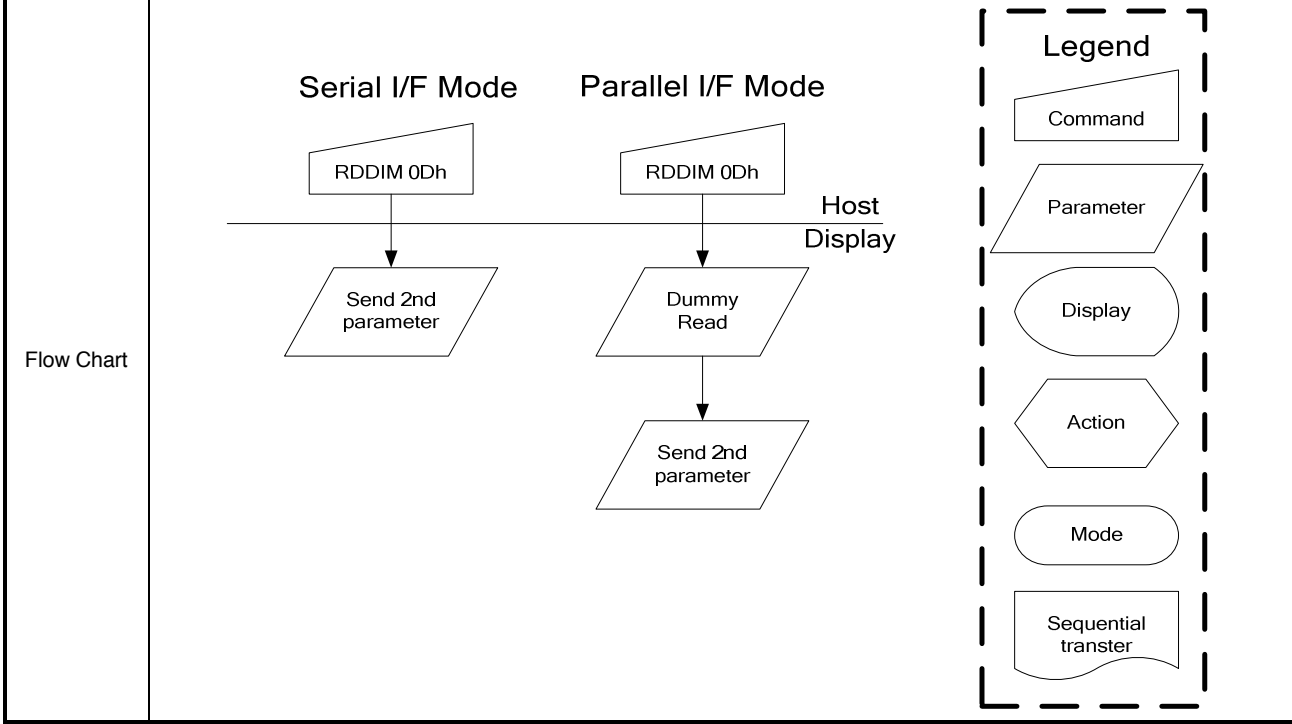 Flow Chart
Serial I/F Mode
RDDIM 0Dh
Send 2nd
parameter
Parallel I/F Mode
RDDIM 0Dh
Host
Display
Dummy
Read
Send 2nd
parameter
Legend
Command
Parameter
Display
Action
Mode
Sequential
transter